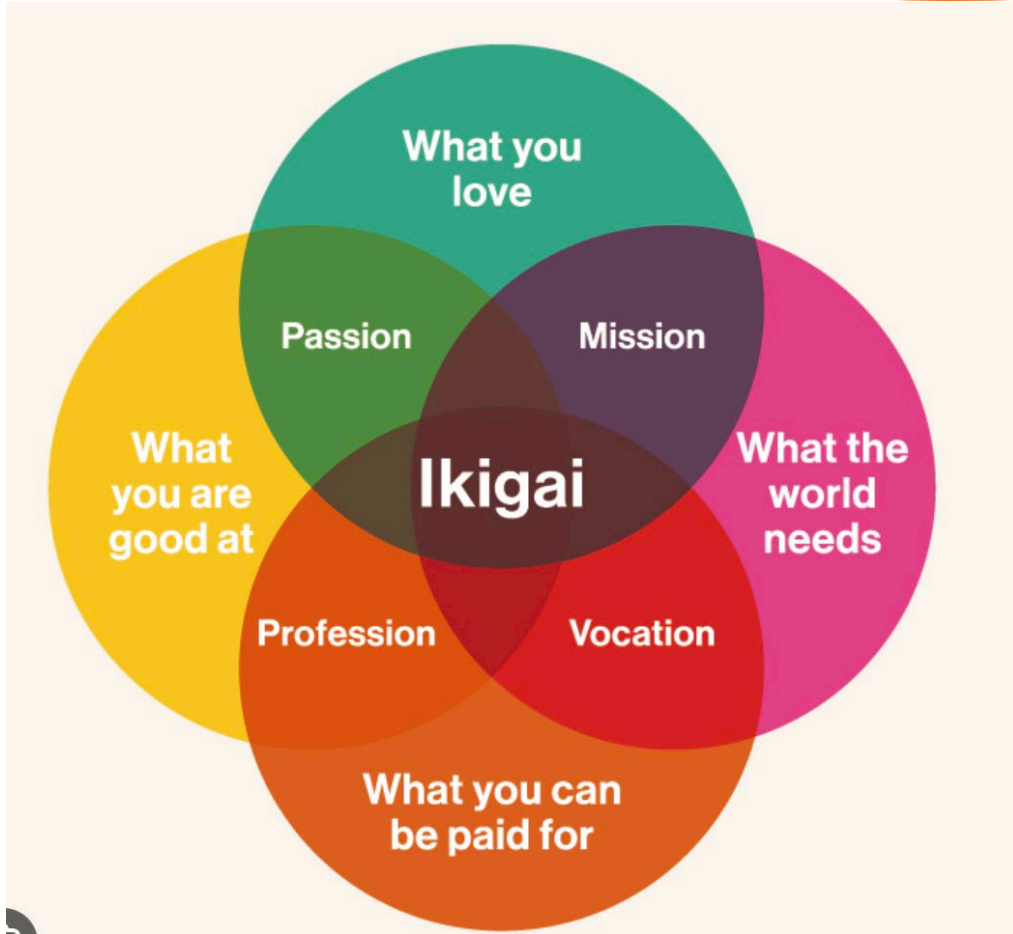 What you
love
Passion
Mission
What
you are
good at
Ikigai
What the
world
needs
Profession
Vocation
What you can
be paid for